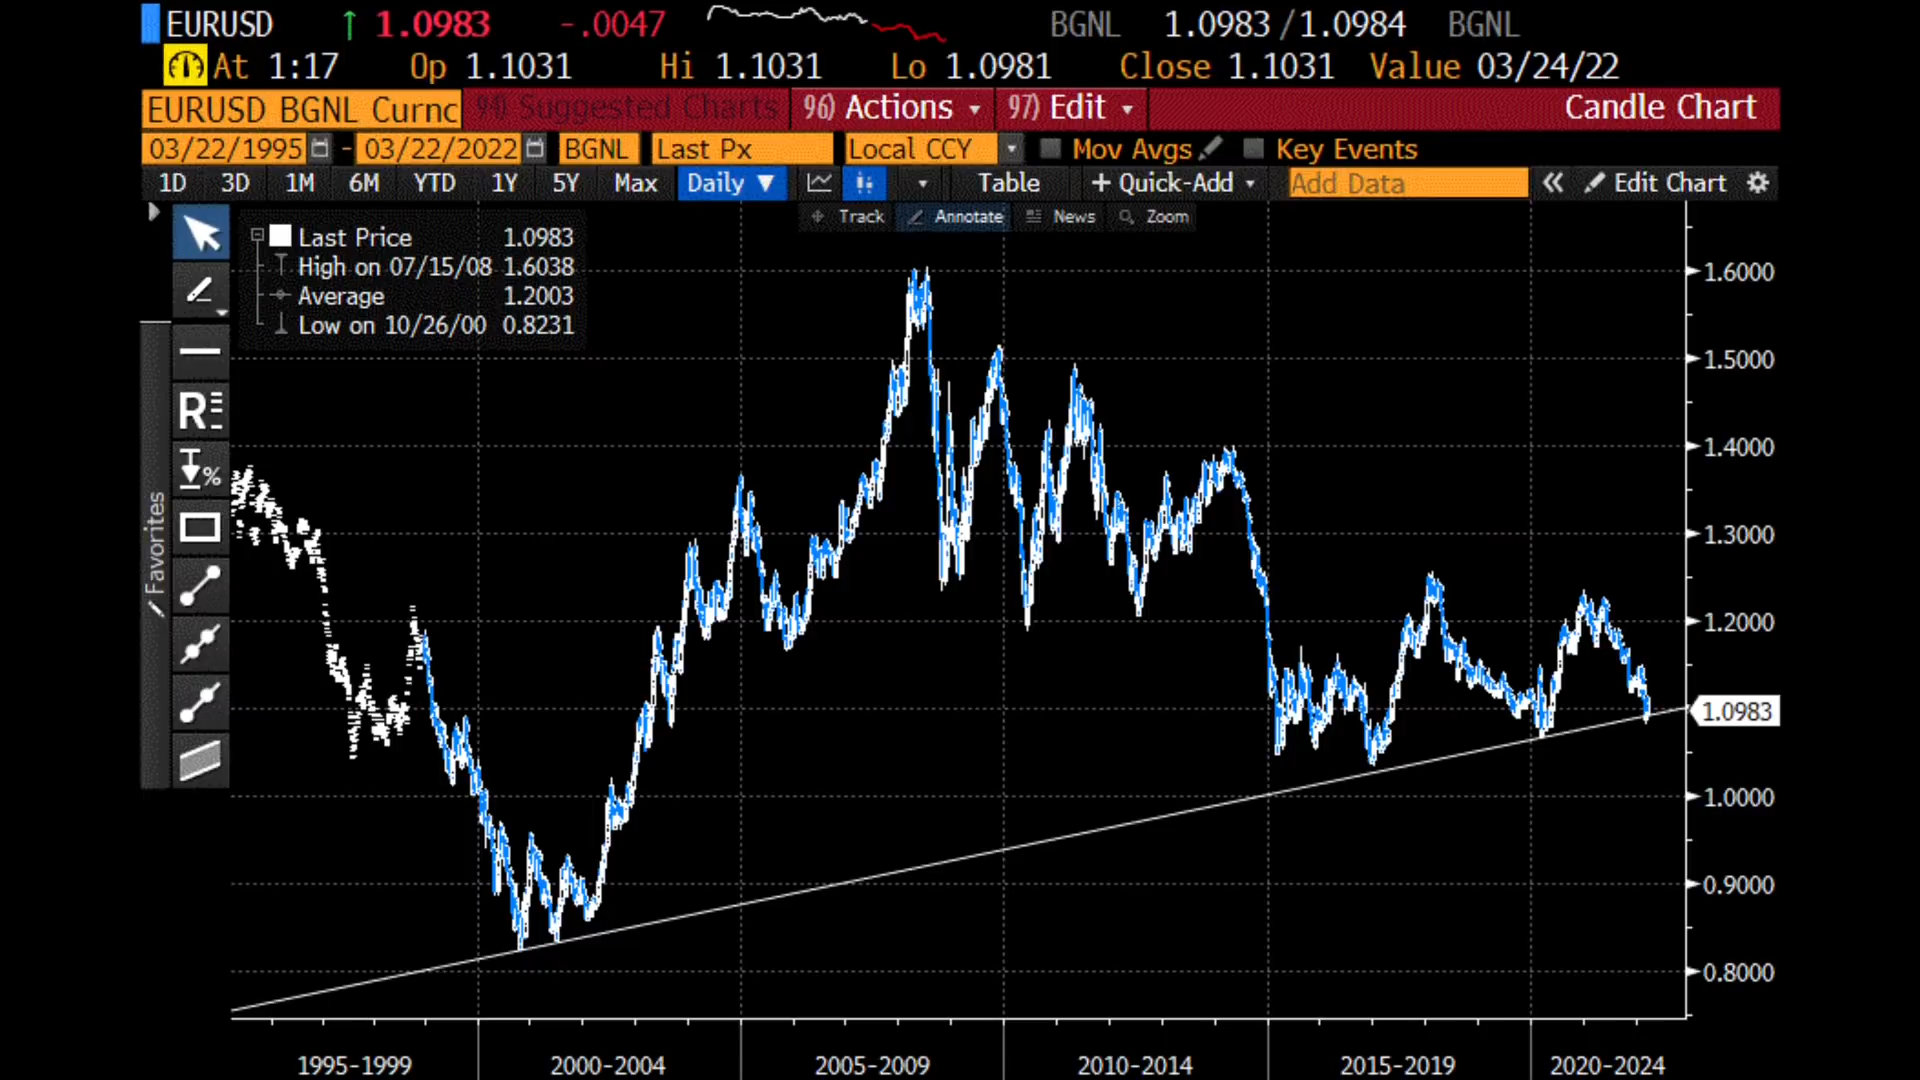 EURUSD ↑ 1.0983 -.0047 BGNL 1.0983/1.0984 BGNL
At 1:17 Op 1.1031 Hi 1.1031 Lo 1.0981 Close 1.1031 Value 03/24/22
EURUSD BGNL Curnc 94) Suggested Charts 96) Actions 97) Edit Candle Chart
03/22/1995 - 03/22/2022 BGNL Last Px Local CCY Mov Avgs Key Events
1D 3D 1M 6M YTD 1Y 5Y Max Daily ▼ Table + Quick-Add Add Data « Edit Chart
Track Annotate News Zoom
Last Price 1.0983
High on 07/15/08 1.6038
Average 1.2003
Low on 10/26/00 0.8231
R
%
Favorites
1.6000
1.5000
1.4000
1.3000
1.2000
1.0983
1.0000
0.9000
0.8000
1995-1999 2000-2004 2005-2009 2010-2014 2015-2019 2020-2024